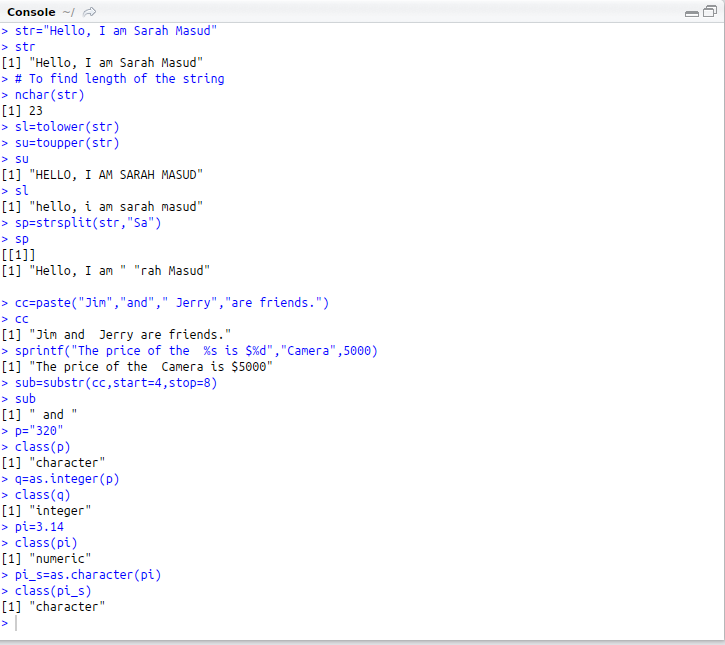 Console ~/
> str="Hello, I am Sarah Masud"
> str
[1] "Hello, I am Sarah Masud"
> # To find length of the string
> nchar(str)
[1] 23
> sl=tolower(str)
> su=toupper(str)
> su
[1] "HELLO, I AM SARAH MASUD"
> sl
[1] "hello, i am sarah masud"
> sp=strsplit(str,"Sa")
> sp
[[1]]
[1] "Hello, I am " "rah Masud"

> cc=paste("Jim","and"," Jerry","are friends.")
> cc
[1] "Jim and  Jerry are friends."
> sprintf("The price of the  %s is $%d","Camera",5000)
[1] "The price of the  Camera is $5000"
> sub=substr(cc,start=4,stop=8)
> sub
[1] " and "
> p="320"
> class(p)
[1] "character"
> q=as.integer(p)
> class(q)
[1] "integer"
> pi=3.14
> class(pi)
[1] "numeric"
> pi_s=as.character(pi)
> class(pi_s)
[1] "character"
>